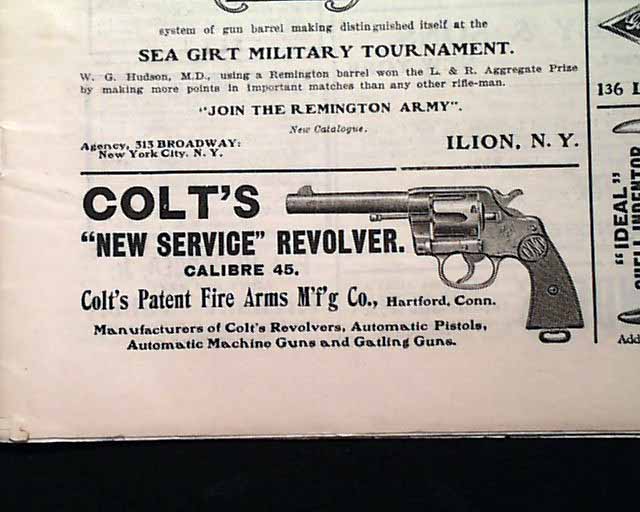 system of gun barrel making distinguished itself at the
SEA GIRT MILITARY TOURNAMENT.
W. G. Hudson, M.D., using a Remington barrel won the L. & R. Aggregate Prize
by making more points in important matches than any other rifle-man.
"JOIN THE REMINGTON ARMY".
New Catalogue.
Agency, 313 BROADWAY:
New York City. N. Y.
ILION, N. Y.
COLT'S
"NEW SERVICE" REVOLVER.
CALIBRE 45.
Colt's Patent Fire Arms M'f'g Co., Hartford, Conn.
Manufacturers of Colt's Revolvers, Automatic Pistols,
Automatic Machine Guns and Gatling Guns.
COLT
136 L
"IDEAL"
Add